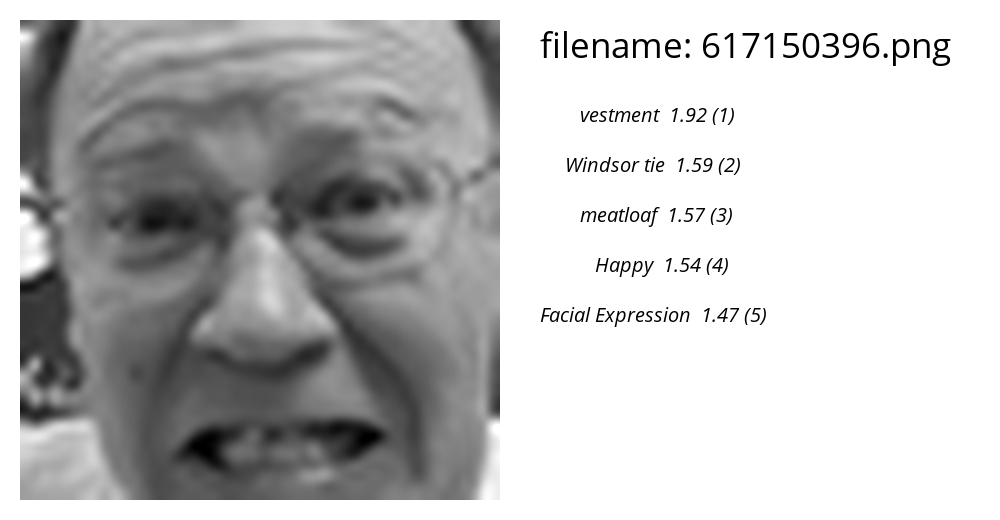 filename: 617150396.png
vestment 1.92 (1)
Windsor tie 1.59 (2)
meatloaf 1.57 (3)
Happy 1.54 (4)
Facial Expression 1.47 (5)